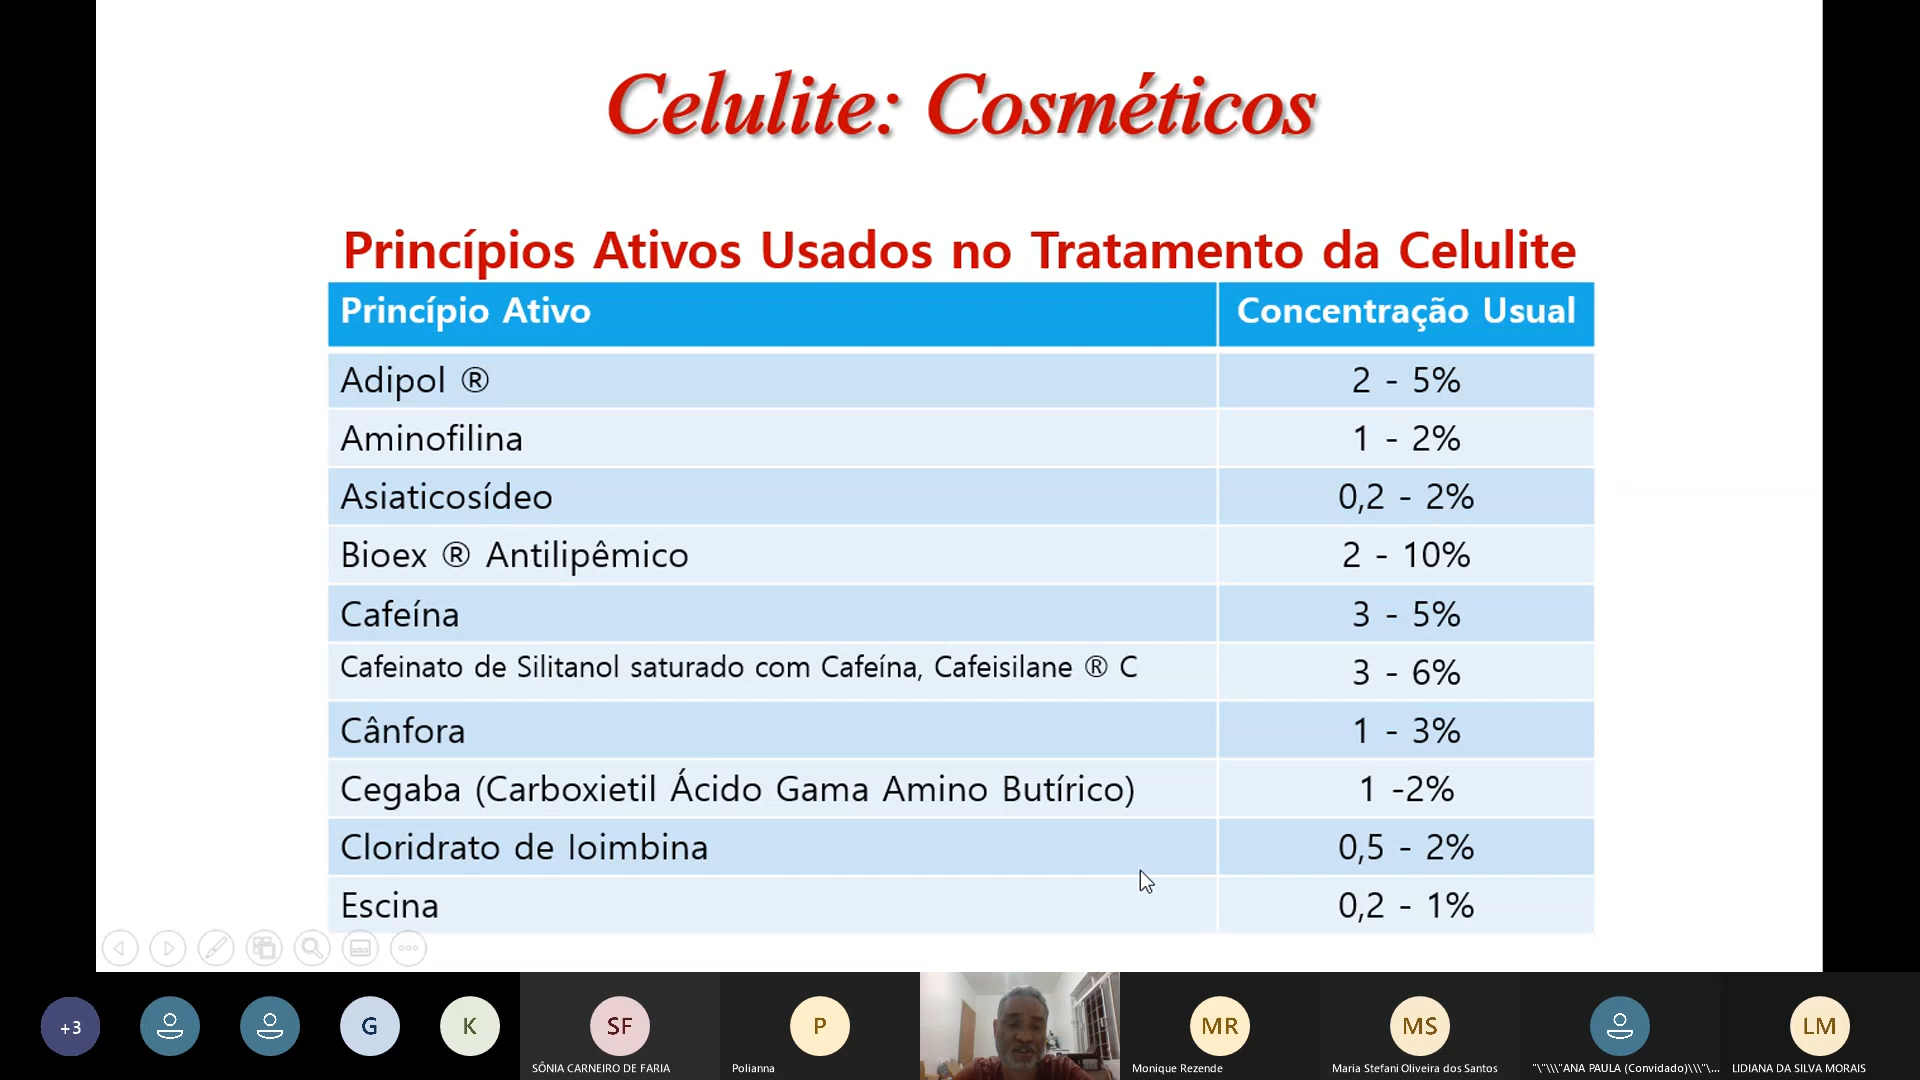 Celulite: Cosméticos
Princípios Ativos Usados no Tratamento da Celulite
Princípio Ativo Concentração Usual
Adipol ® 2 - 5%
Aminofilina 1 - 2%
Asiaticosídeo 0,2 - 2%
Bioex ® Antilipêmico 2 - 10%
Cafeína 3 - 5%
Cafeinato de Silitanol saturado com Cafeína, Cafeisilane ® C 3 - 6%
Cânfora 1 - 3%
Cegaba (Carboxietil Ácido Gama Amino Butírico) 1 -2%
Cloridrato de Ioimbina 0,5 - 2%
Escina 0,2 - 1%
+3 G K SF P MR MS LM
SÔNIA CARNEIRO DE FARIA Polianna Monique Rezende Maria Stefani Oliveira dos Santos "\"\\\"ANA PAULA (Convidado)\\\"\... LIDIANA DA SILVA MORAIS